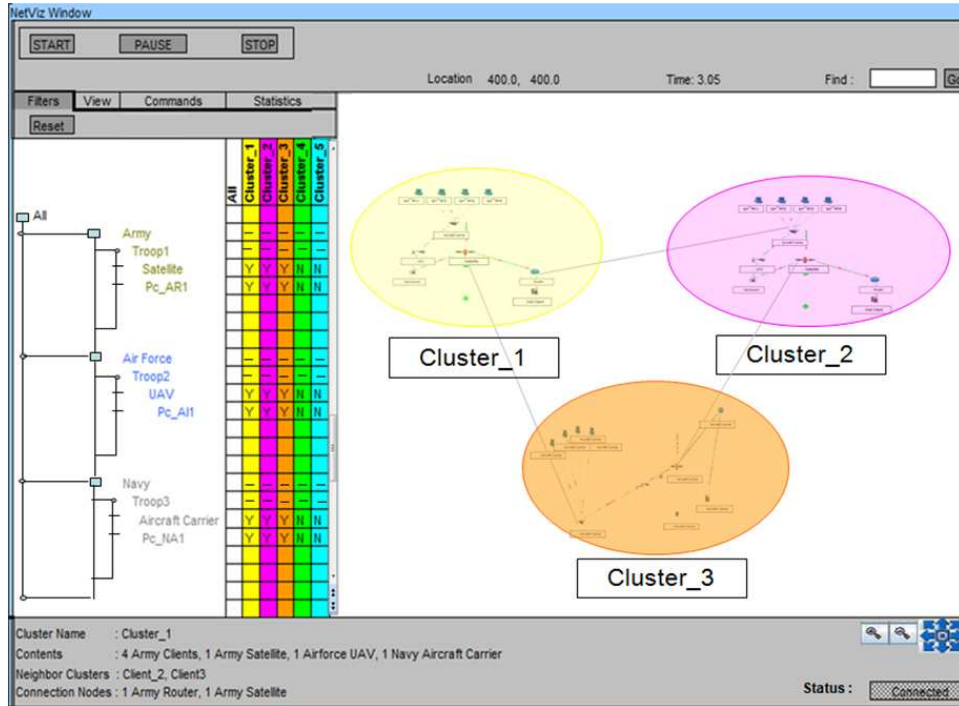 NetViz Window
START PAUSE STOP
Location 400.0, 400.0 Time: 3.05 Find : Go
Filters View Commands Statistics
Reset
All Cluster_1 Cluster_2 Cluster_3 Cluster_4 Cluster_5
All
Army
– – – – –
Troop1
– – – – –
Satellite Y Y Y N N
Pc_AR1 Y Y Y N N
Air Force
– – – – –
Troop2
– – – – –
UAV Y Y Y N N
Pc_AI1 Y Y Y N N
Navy
– – – – –
Troop3
– – – – –
Aircraft Carrier Y Y Y N N
Pc_NA1 Y Y Y N N
Cluster_1
Cluster_2
Cluster_3
Cluster Name : Cluster_1
Contents : 4 Army Clients, 1 Army Satellite, 1 Airforce UAV, 1 Navy Aircraft Carrier
Neighbor Clusters : Client_2, Client3
Connection Nodes : 1 Army Router, 1 Army Satellite
Status : Connected